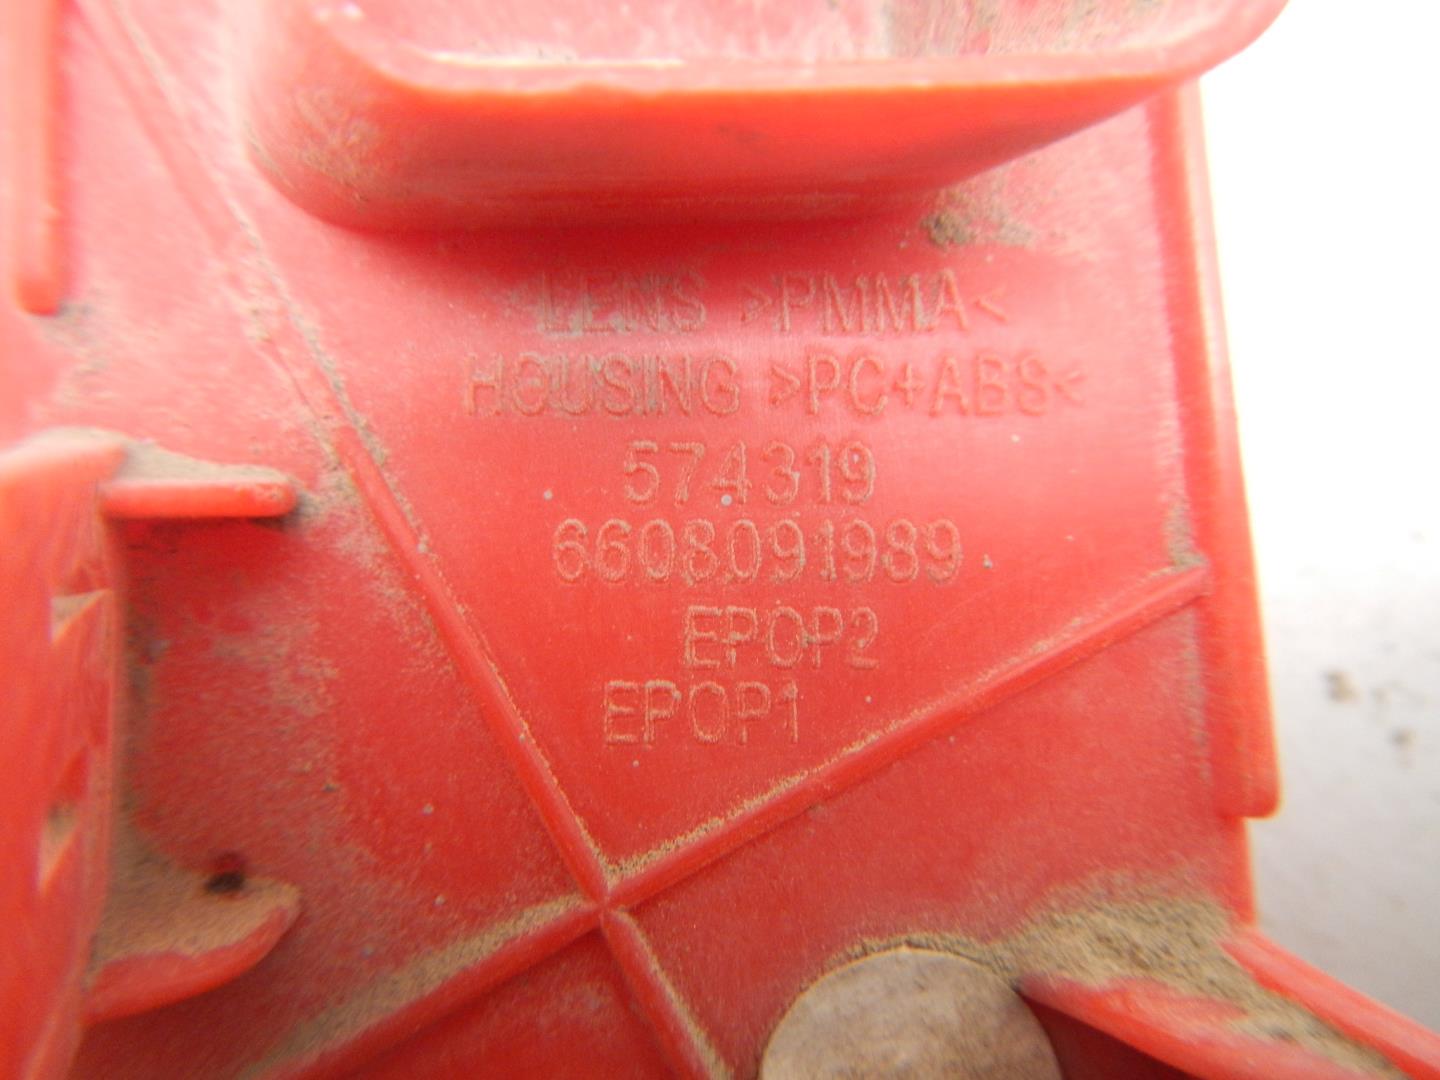 LENS >PMMA<
HOUSING >PC+ABS<
574319
6608091989
EPOP2
EPOP1